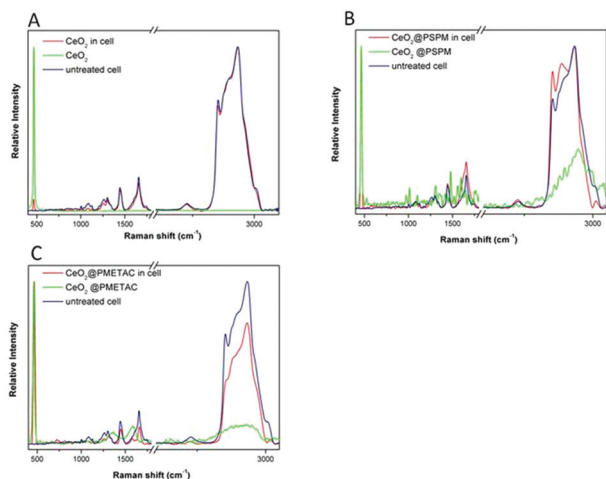 A
CeO2 in cell
CeO2
untreated cell
Relative Intensity
500 1000 1500 3000
Raman shift (cm-1)
B
CeO2@PSPM in cell
CeO2 @PSPM
untreated cell
Relative Intensity
500 1000 1500 3000
Raman shift (cm-1)
C
CeO2@PMETAC in cell
CeO2 @PMETAC
untreated cell
Relative Intensity
500 1000 1500 3000
Raman shift (cm-1)